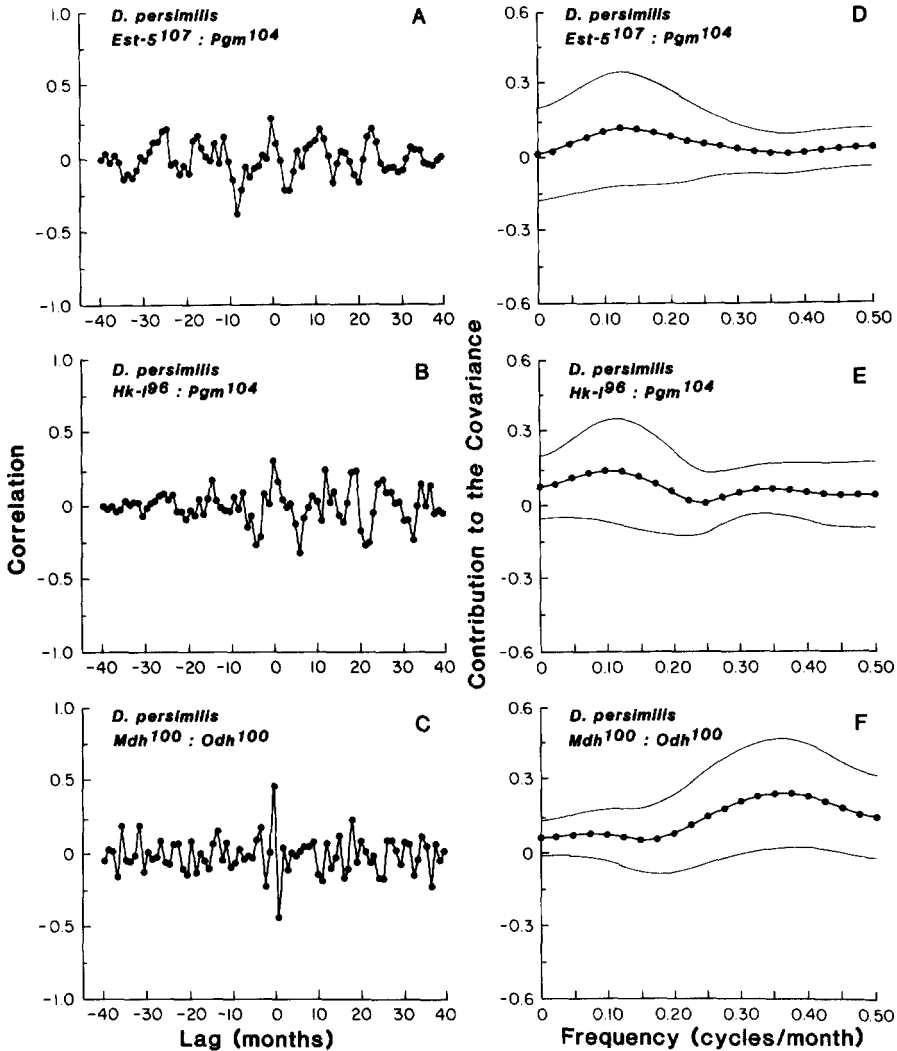 A
D. persimilis
Est-5107 : Pgm104
1.0
0.5
0
-0.5
-1.0
-40 -30 -20 -10 0 10 20 30 40
D
D. persimilis
Est-5107 : Pgm104
0.6
0.3
0
-0.3
-0.6
0 0.10 0.20 0.30 0.40 0.50
B
D. persimilis
Hk-I96 : Pgm104
1.0
0.5
0
-0.5
-1.0
-40 -30 -20 -10 0 10 20 30 40
Correlation
E
D. persimilis
Hk-I96 : Pgm104
0.6
0.3
0
-0.3
-0.6
0 0.10 0.20 0.30 0.40 0.50
Contribution to the Covariance
C
D. persimilis
Mdh100 : Odh100
1.0
0.5
0
-0.5
-1.0
-40 -30 -20 -10 0 10 20 30 40
Lag (months)
F
D. persimilis
Mdh100 : Odh100
0.6
0.3
0
-0.3
-0.6
0 0.10 0.20 0.30 0.40 0.50
Frequency (cycles/month)